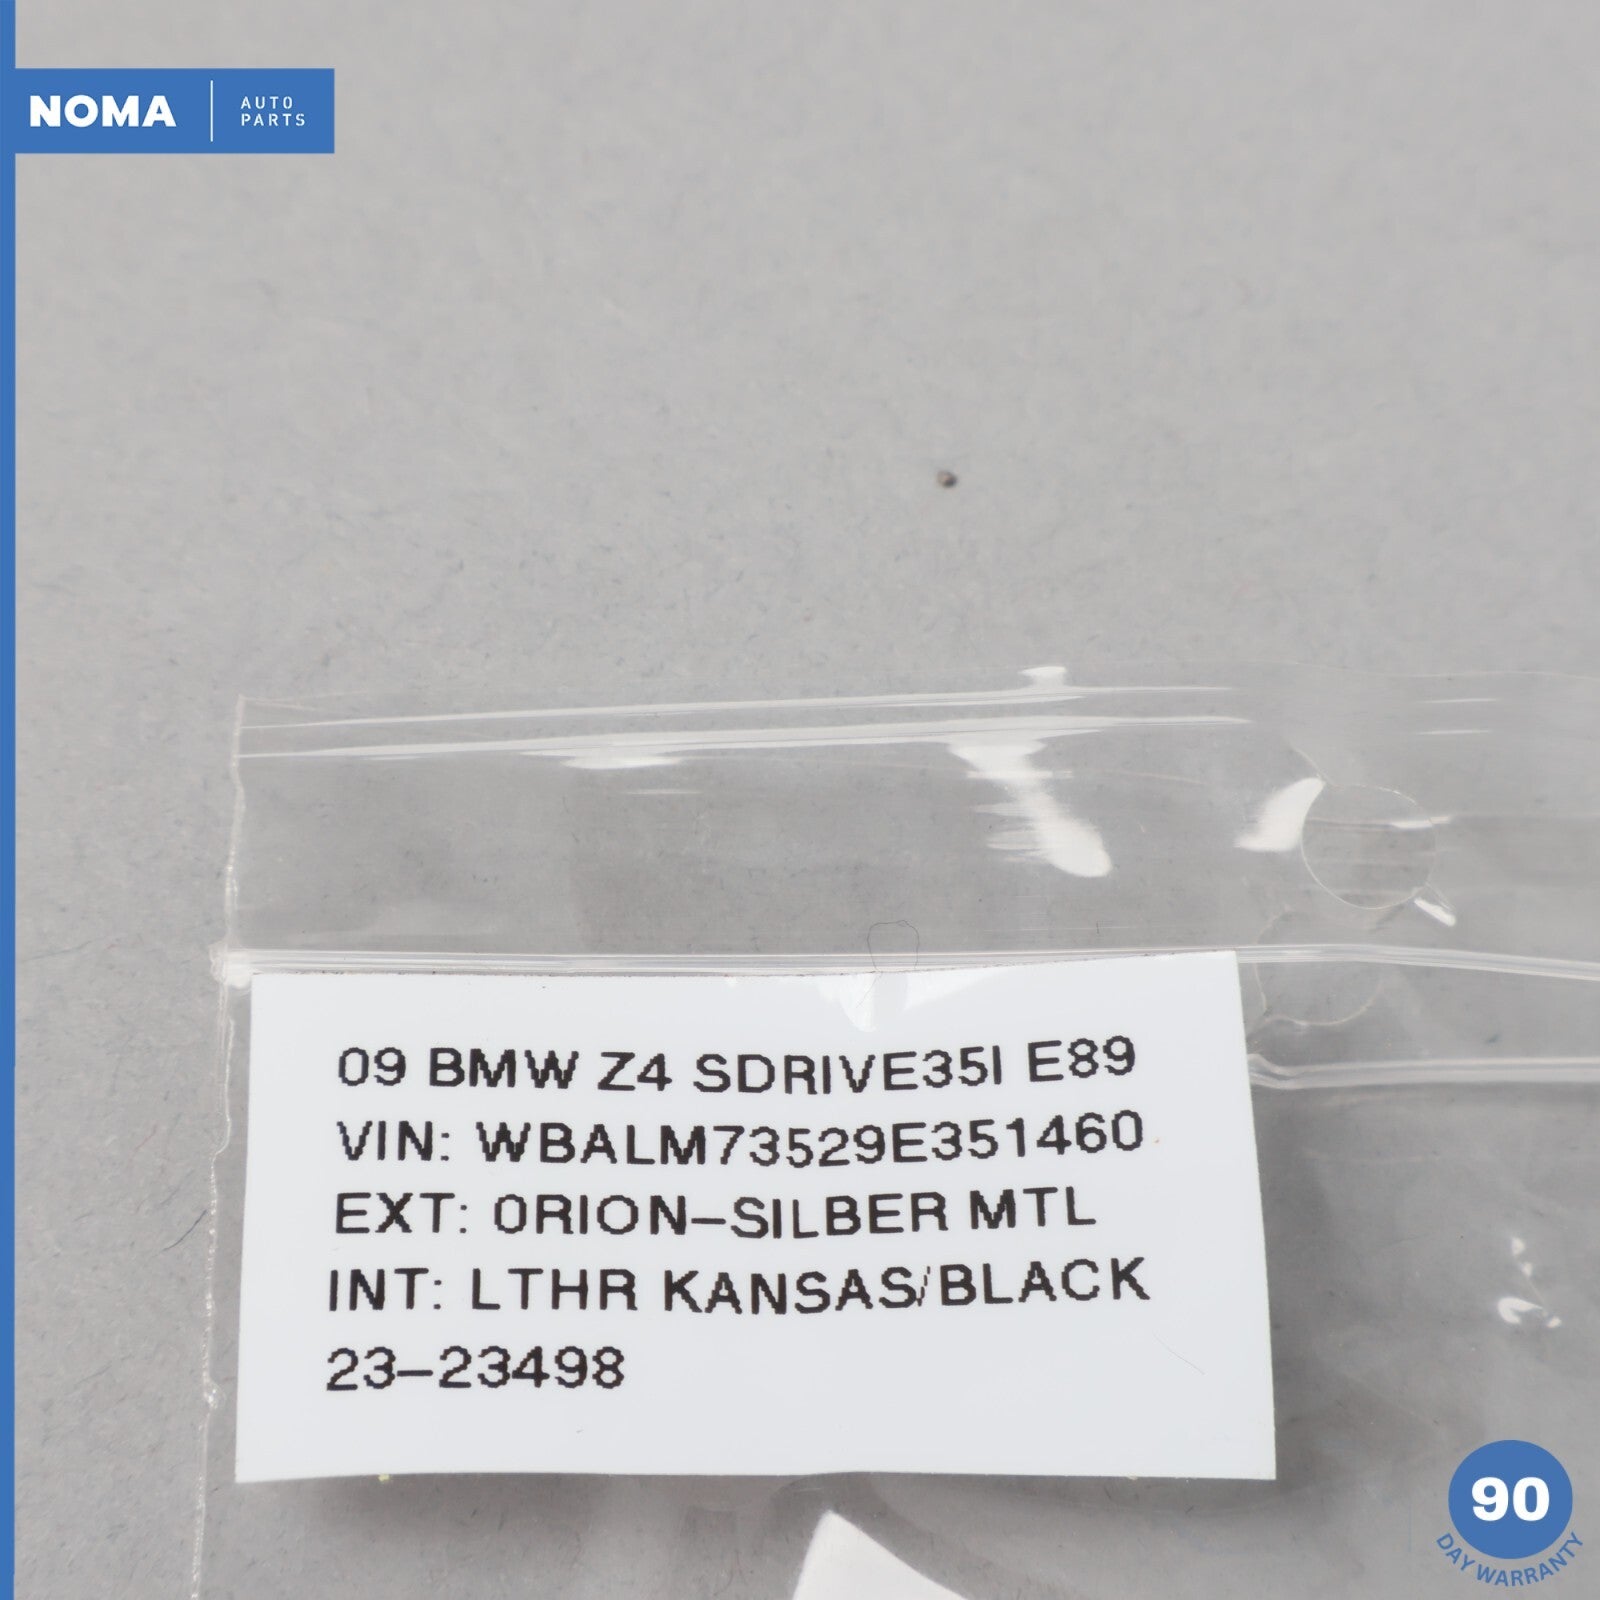 NOMA
AUTO
PARTS
09 BMW Z4 SDRIVE35I E89
VIN: WBALM73529E351460
EXT: ORION-SILBER MTL
INT: LTHR KANSAS/BLACK
23-23498
90
DAY WARRANTY